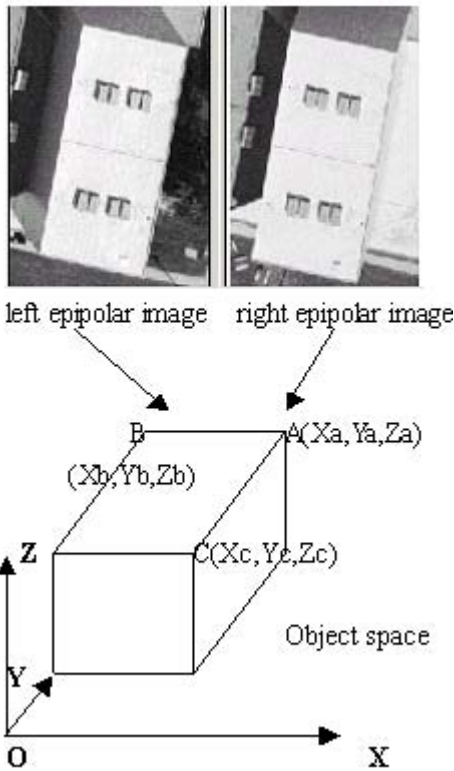 left epipolar image right epipolar image
B A(Xa,Ya,Za)
(Xb,Yb,Zb)
Z C(Xc,Yc,Zc)
Object space
Y
O X